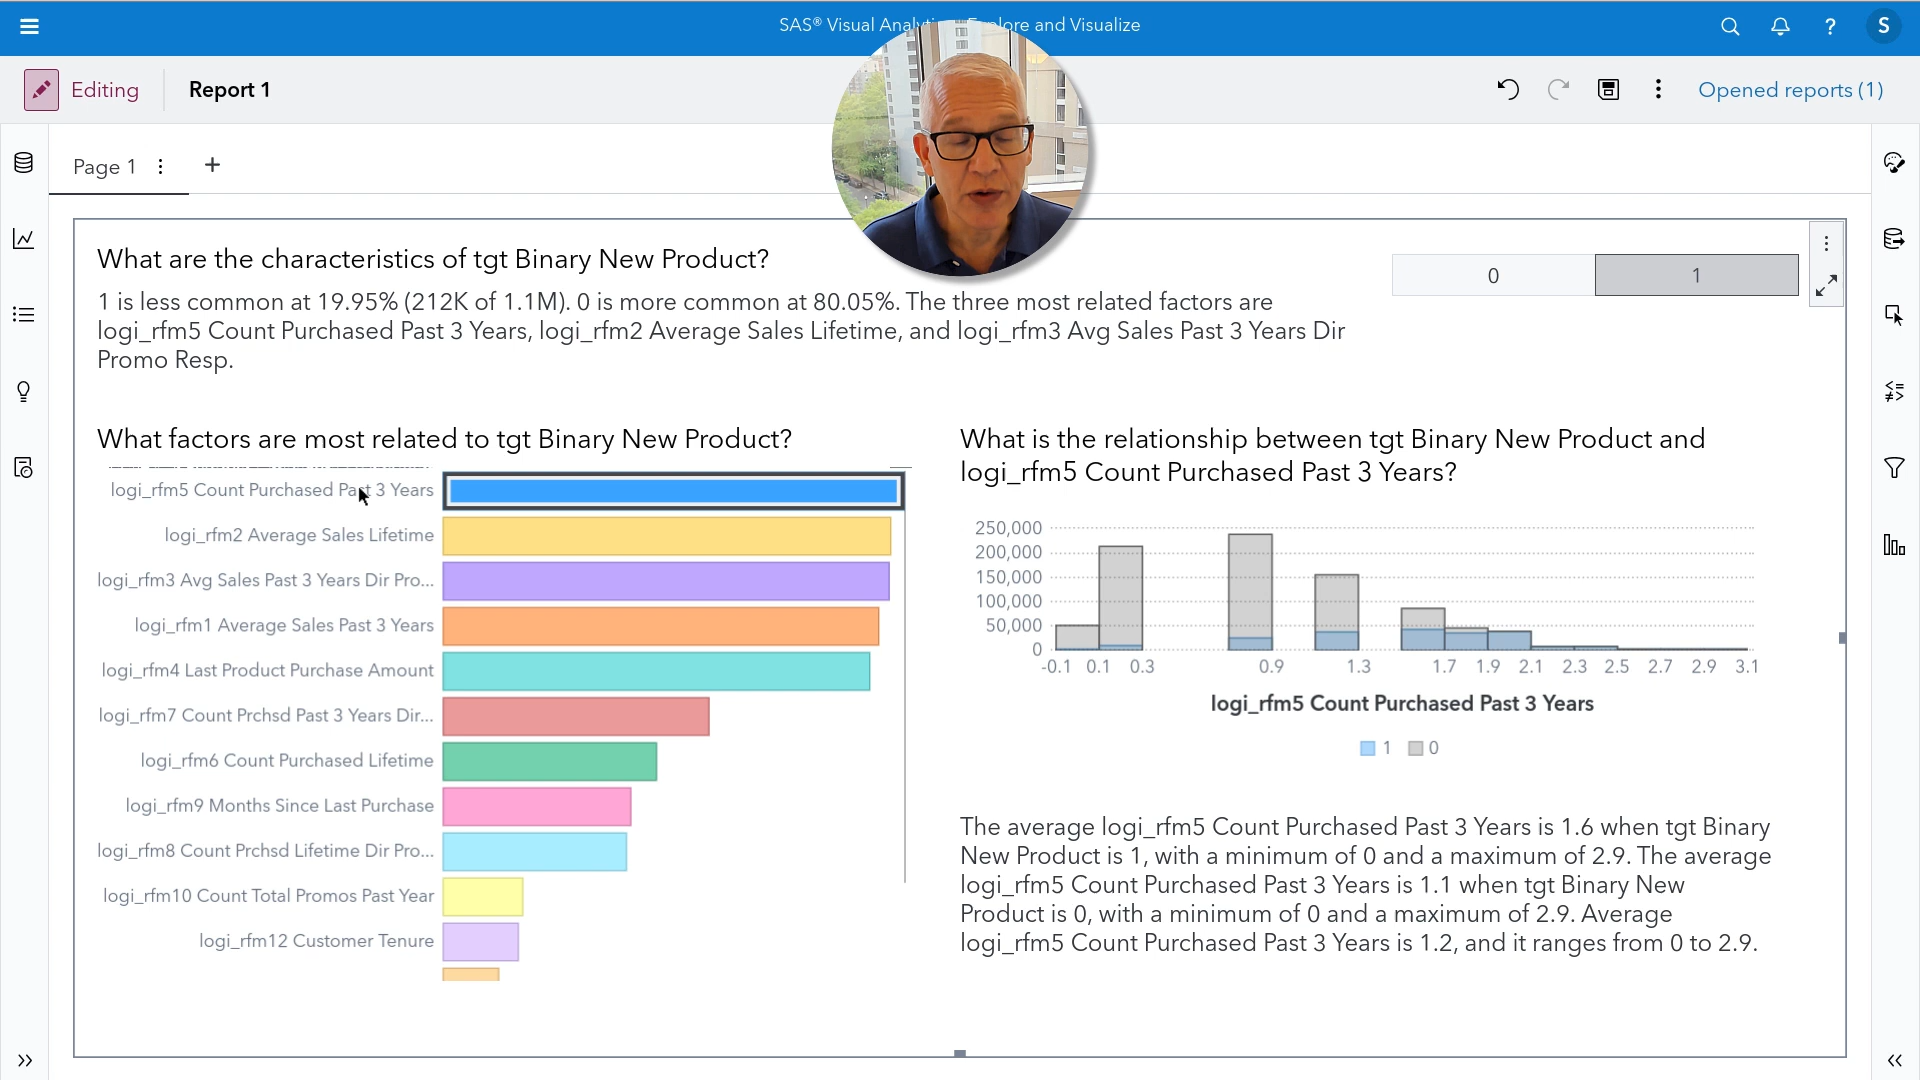 SAS® Visual Analyti Explore and Visualize
S
Editing
Report 1
Opened reports (1)
Page 1
What are the characteristics of tgt Binary New Product?
0
1
1 is less common at 19.95% (212K of 1.1M). 0 is more common at 80.05%. The three most related factors are
logi_rfm5 Count Purchased Past 3 Years, logi_rfm2 Average Sales Lifetime, and logi_rfm3 Avg Sales Past 3 Years Dir
Promo Resp.
What factors are most related to tgt Binary New Product?
logi_rfm5 Count Purchased Past 3 Years
logi_rfm2 Average Sales Lifetime
logi_rfm3 Avg Sales Past 3 Years Dir Pro...
logi_rfm1 Average Sales Past 3 Years
logi_rfm4 Last Product Purchase Amount
logi_rfm7 Count Prchsd Past 3 Years Dir...
logi_rfm6 Count Purchased Lifetime
logi_rfm9 Months Since Last Purchase
logi_rfm8 Count Prchsd Lifetime Dir Pro...
logi_rfm10 Count Total Promos Past Year
logi_rfm12 Customer Tenure
What is the relationship between tgt Binary New Product and
logi_rfm5 Count Purchased Past 3 Years?
250,000
200,000
150,000
100,000
50,000
0
-0.1 0.1 0.3 0.9 1.3 1.7 1.9 2.1 2.3 2.5 2.7 2.9 3.1
logi_rfm5 Count Purchased Past 3 Years
1 0
The average logi_rfm5 Count Purchased Past 3 Years is 1.6 when tgt Binary
New Product is 1, with a minimum of 0 and a maximum of 2.9. The average
logi_rfm5 Count Purchased Past 3 Years is 1.1 when tgt Binary New
Product is 0, with a minimum of 0 and a maximum of 2.9. Average
logi_rfm5 Count Purchased Past 3 Years is 1.2, and it ranges from 0 to 2.9.